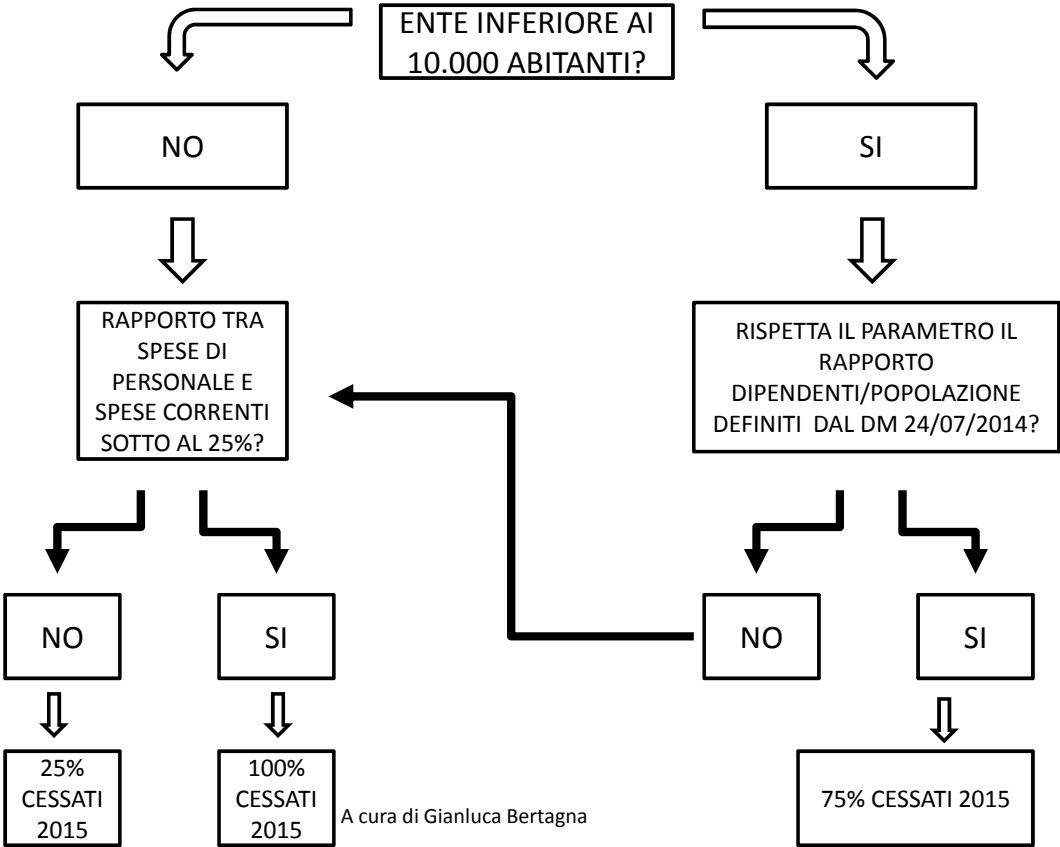 ENTE INFERIORE AI
10.000 ABITANTI?
NO
SI
RAPPORTO TRA
SPESE DI
PERSONALE E
SPESE CORRENTI
SOTTO AL 25%?
RISPETTA IL PARAMETRO IL
RAPPORTO
DIPENDENTI/POPOLAZIONE
DEFINITI DAL DM 24/07/2014?
NO
SI
NO
SI
25%
CESSATI
2015
100%
CESSATI
2015
A cura di Gianluca Bertagna
75% CESSATI 2015